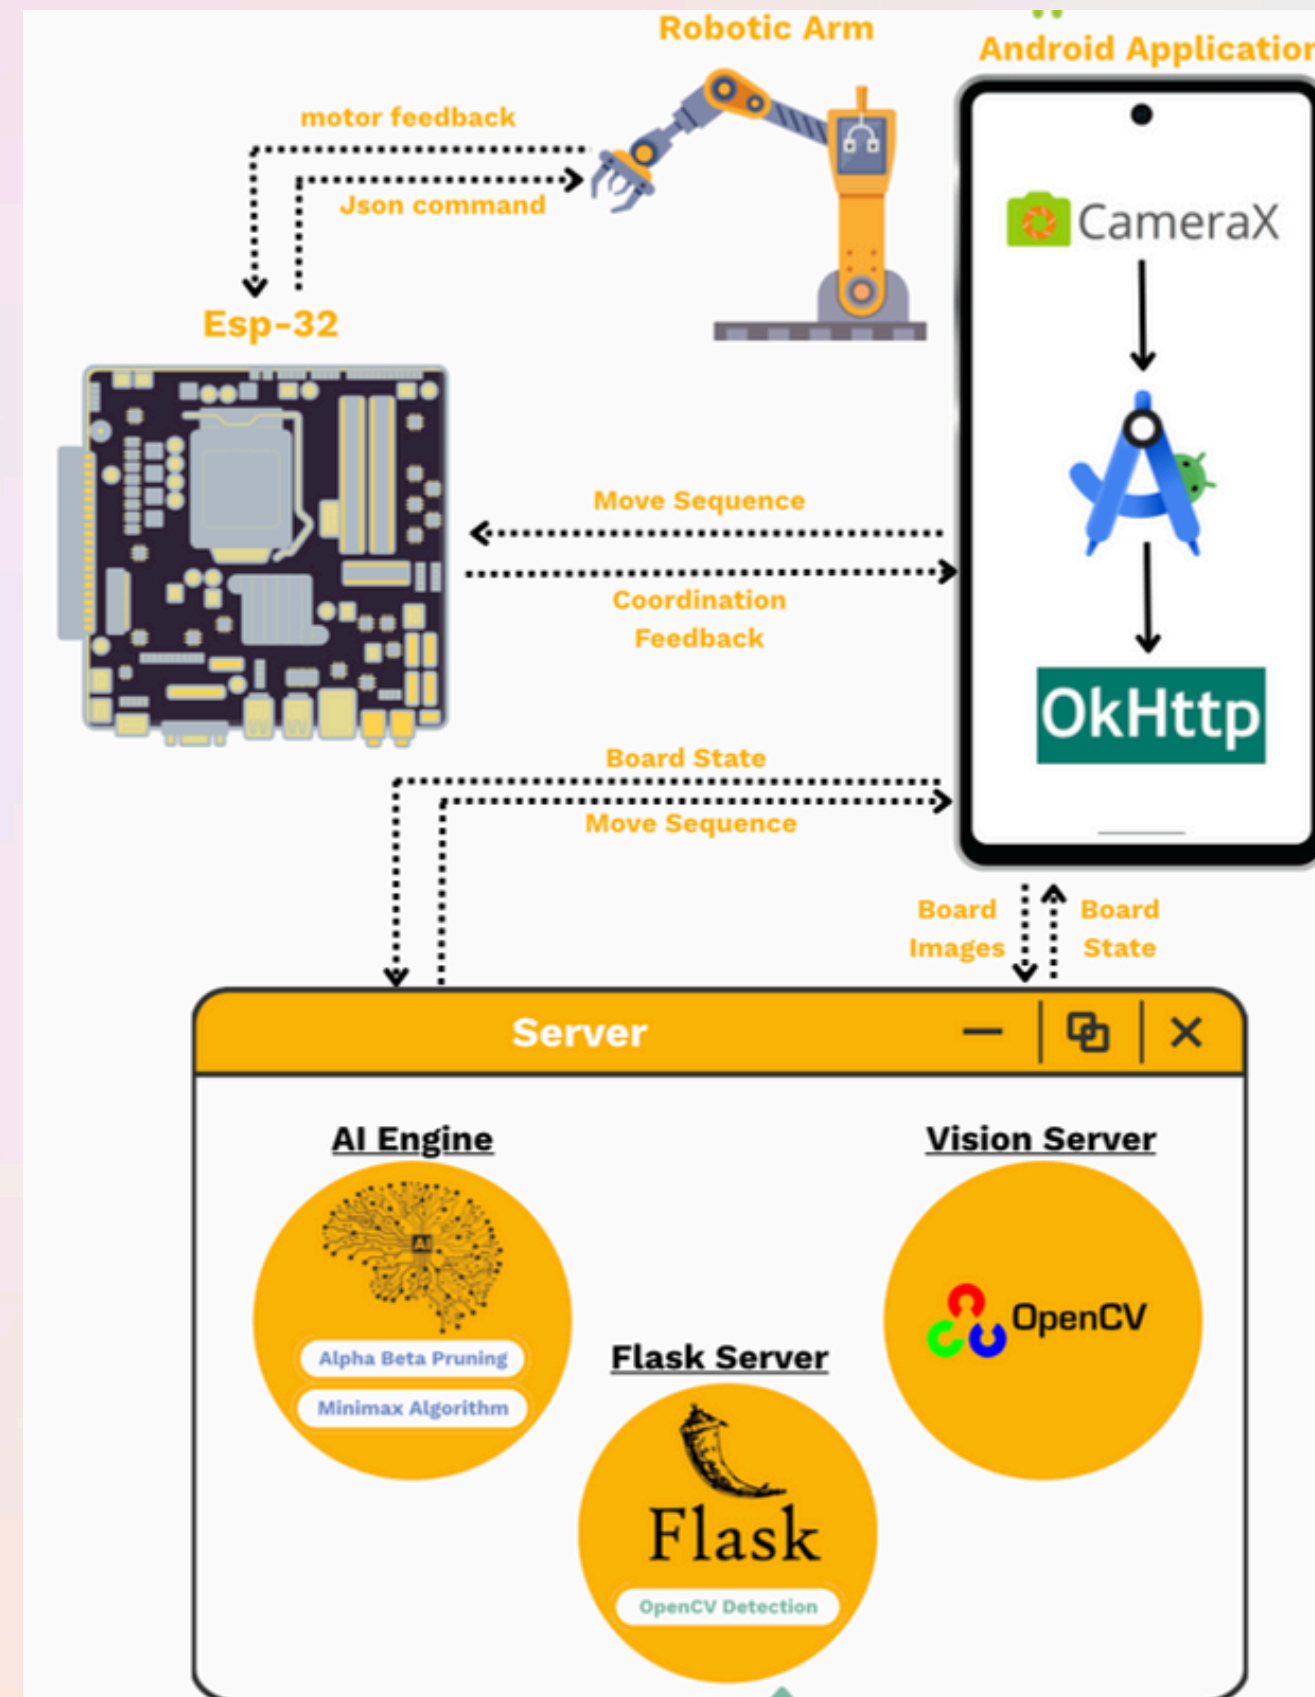 Robotic Arm
Android Application
motor feedback
Json command
CameraX
Esp-32
Move Sequence
Coordination
Feedback
OkHttp
Board State
Move Sequence
Board
Images
Board
State
Server
AI Engine
Vision Server
AI
OpenCV
Alpha Beta Pruning
Flask Server
Minimax Algorithm
Flask
OpenCV Detection